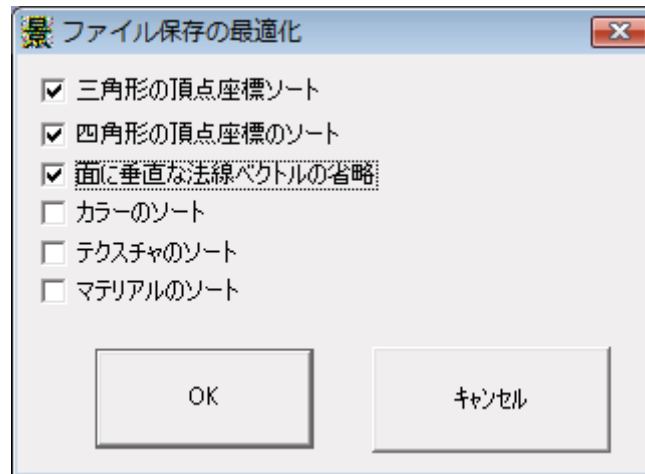 景 ファイル保存の最適化
三角形の頂点座標ソート
四角形の頂点座標のソート
面に垂直な法線ベクトルの省略
カラーのソート
テクスチャのソート
マテリアルのソート
OK
キャンセル